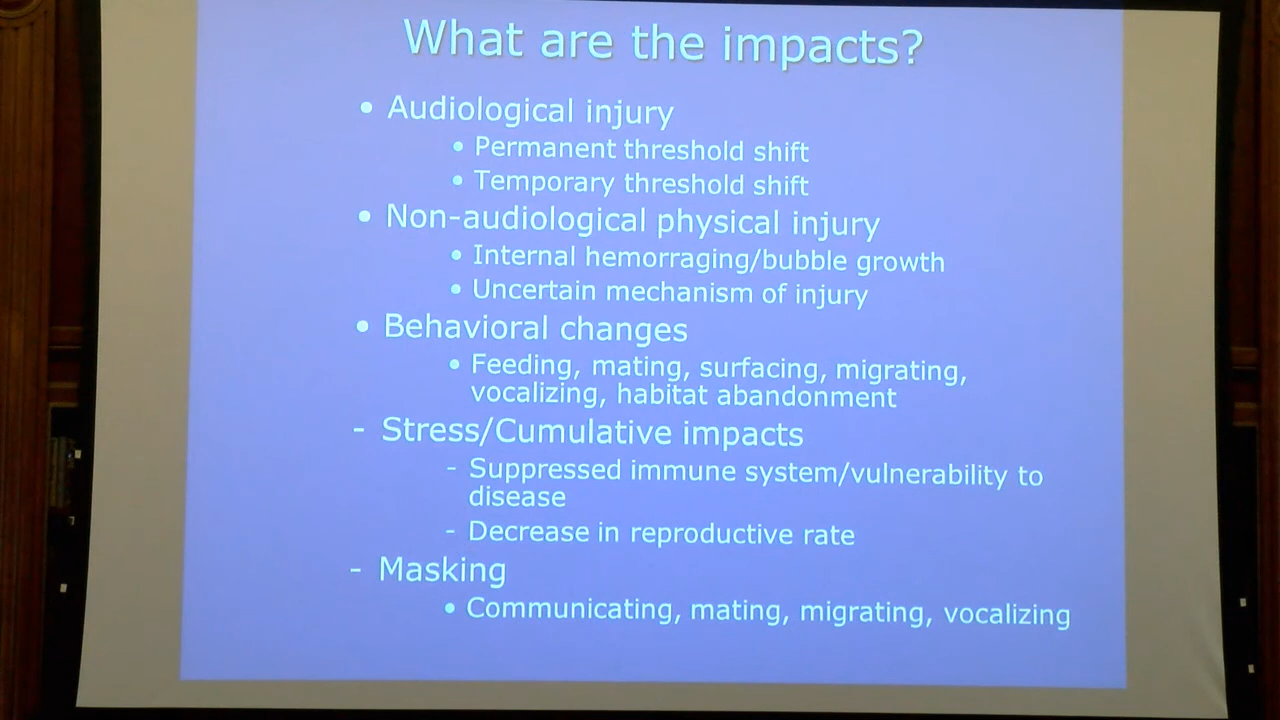 What are the impacts?
• Audiological injury
• Permanent threshold shift
• Temporary threshold shift
• Non-audiological physical injury
• Internal hemorraging/bubble growth
• Uncertain mechanism of injury
• Behavioral changes
• Feeding, mating, surfacing, migrating,
vocalizing, habitat abandonment
- Stress/Cumulative impacts
- Suppressed immune system/vulnerability to
disease
- Decrease in reproductive rate
- Masking
• Communicating, mating, migrating, vocalizing